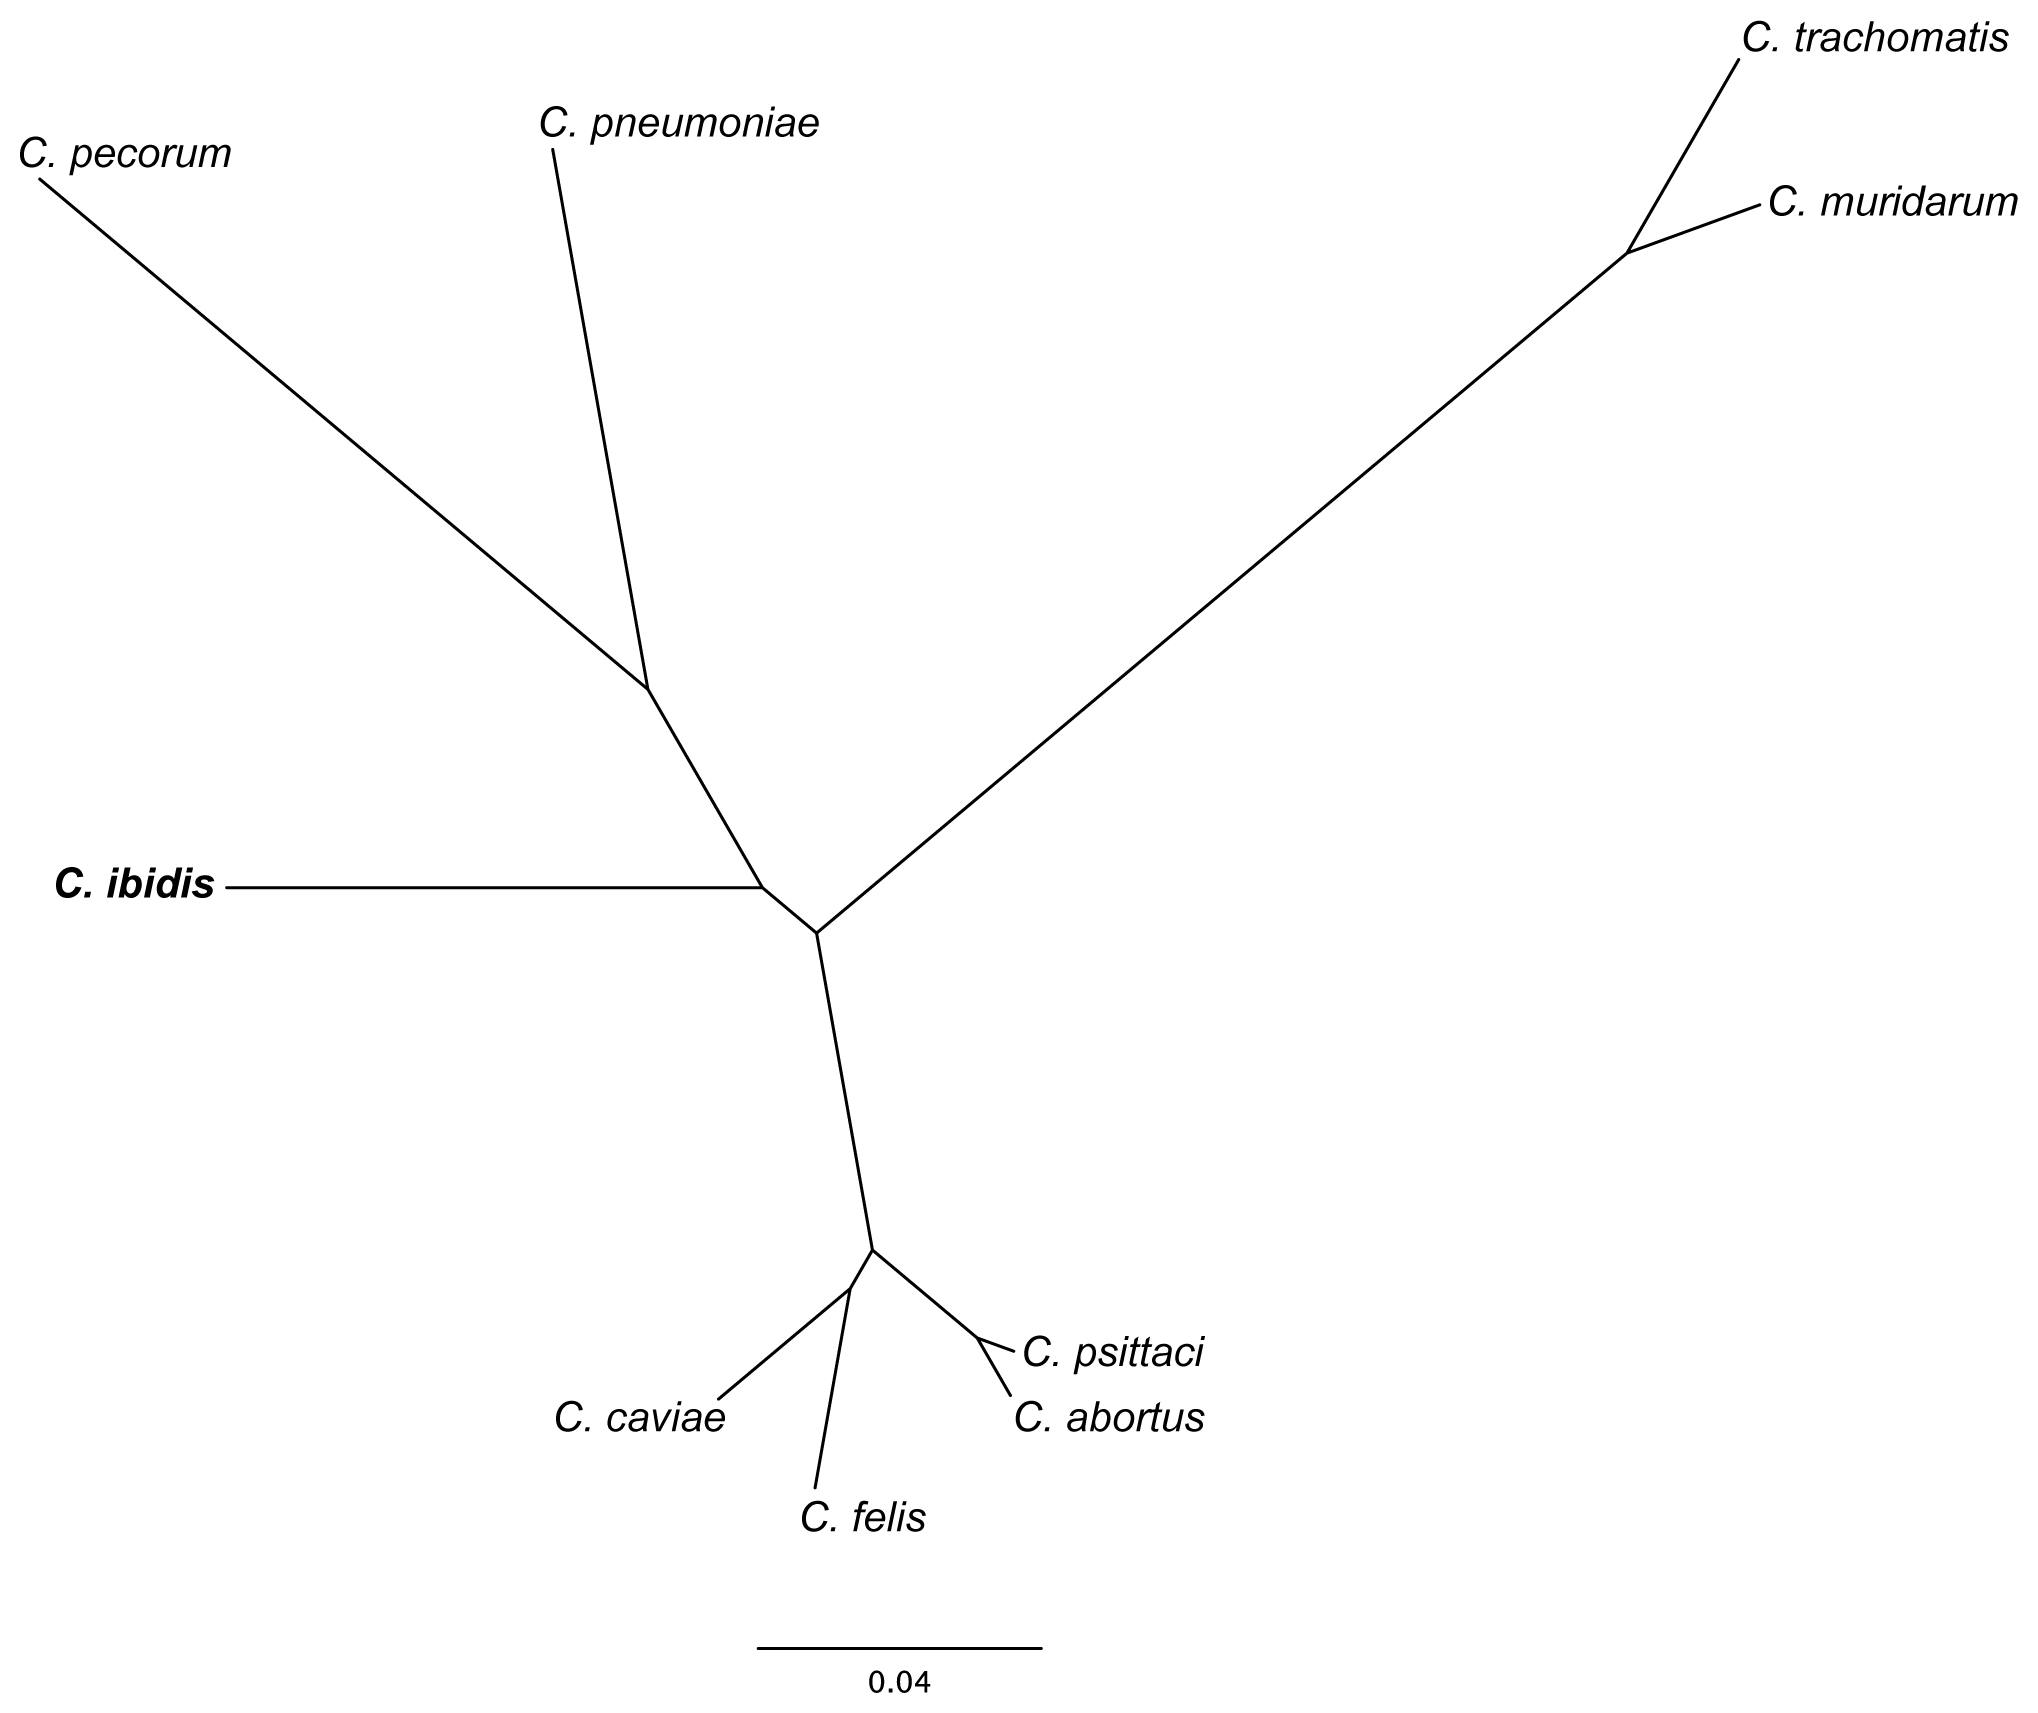 C. trachomatis
C. pneumoniae
C. pecorum
C. muridarum
C. ibidis
C. psittaci
C. caviae
C. abortus
C. felis
0.04